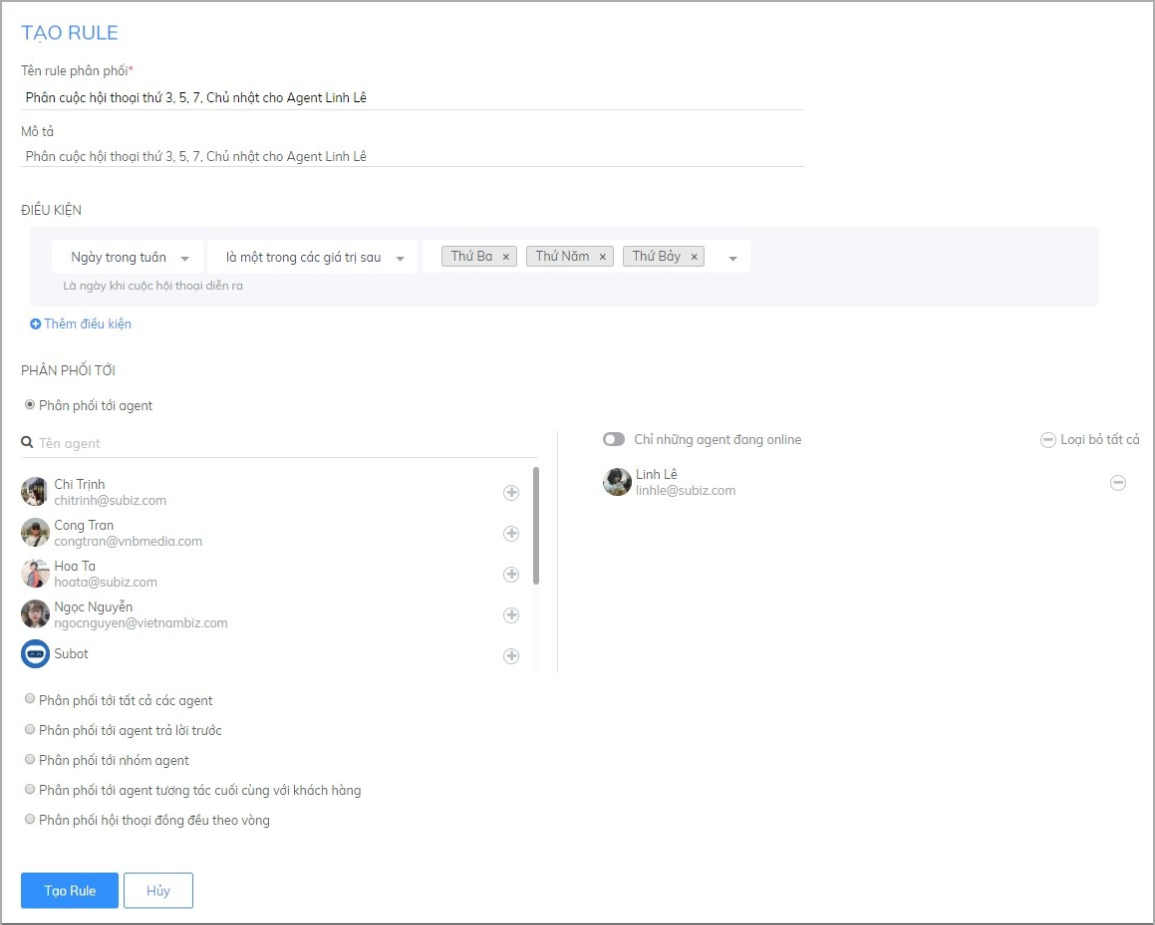 TẠO RULE
Tên rule phân phối*
Phân cuộc hội thoại thứ 3, 5, 7, Chủ nhật cho Agent Linh Lê
Mô tả
Phân cuộc hội thoại thứ 3, 5, 7, Chủ nhật cho Agent Linh Lê
ĐIỀU KIỆN
Ngày trong tuần là một trong các giá trị sau Thứ Ba × Thứ Năm × Thứ Bảy ×
Là ngày khi cuộc hội thoại diễn ra
Thêm điều kiện
PHÂN PHỐI TỚI
Phân phối tới agent
Tên agent
Chi Trịnh
chitrinh@subiz.com
Cong Tran
congtran@vnbmedia.com
Hoa Ta
hoata@subiz.com
Ngọc Nguyễn
ngocnguyen@vietnambiz.com
Subot
Chỉ những agent đang online
Loại bỏ tất cả
Linh Lê
linhle@subiz.com
Phân phối tới tất cả các agent
Phân phối tới agent trả lời trước
Phân phối tới nhóm agent
Phân phối tới agent tương tác cuối cùng với khách hàng
Phân phối hội thoại đồng đều theo vòng
Tạo Rule Hủy